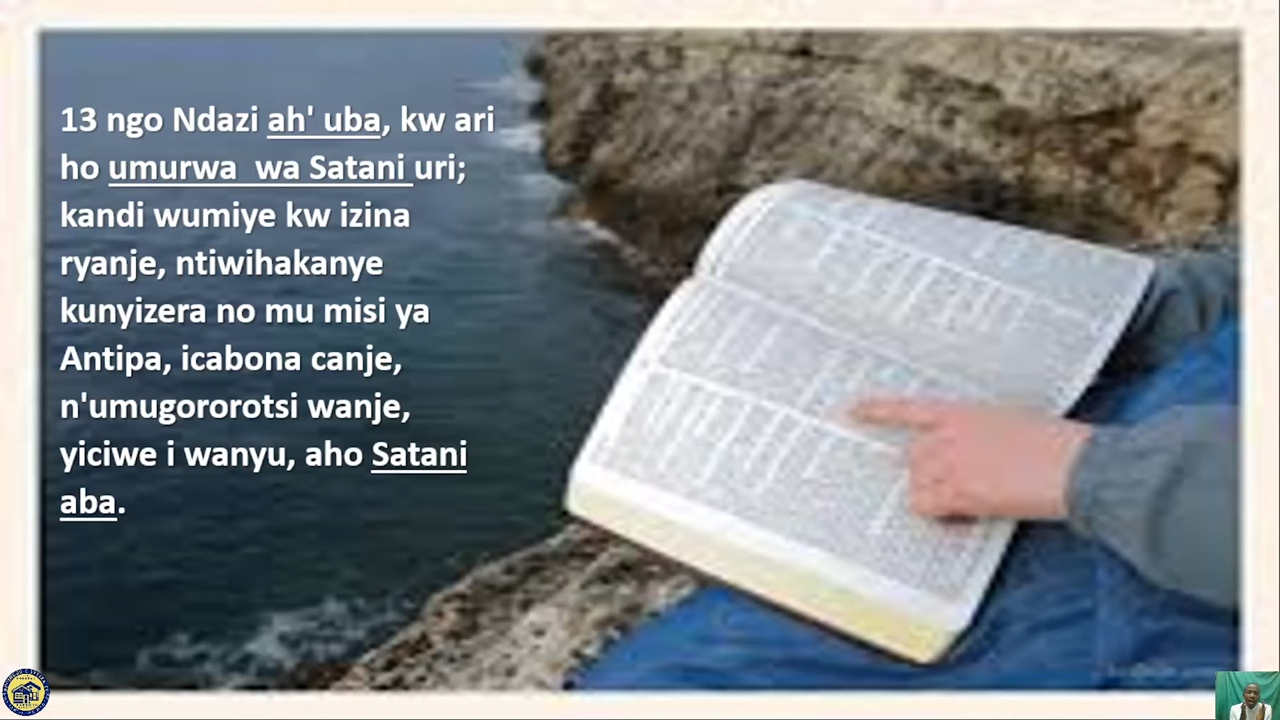 13 ngo Ndazi ah' uba, kw ari
ho umurwa wa Satani uri;
kandi wumiye kw izina
ryanje, ntiwihakanye
kunyizera no mu misi ya
Antipa, icabona canje,
n'umugororotsi wanje,
yiciwe i wanyu, aho Satani
aba.